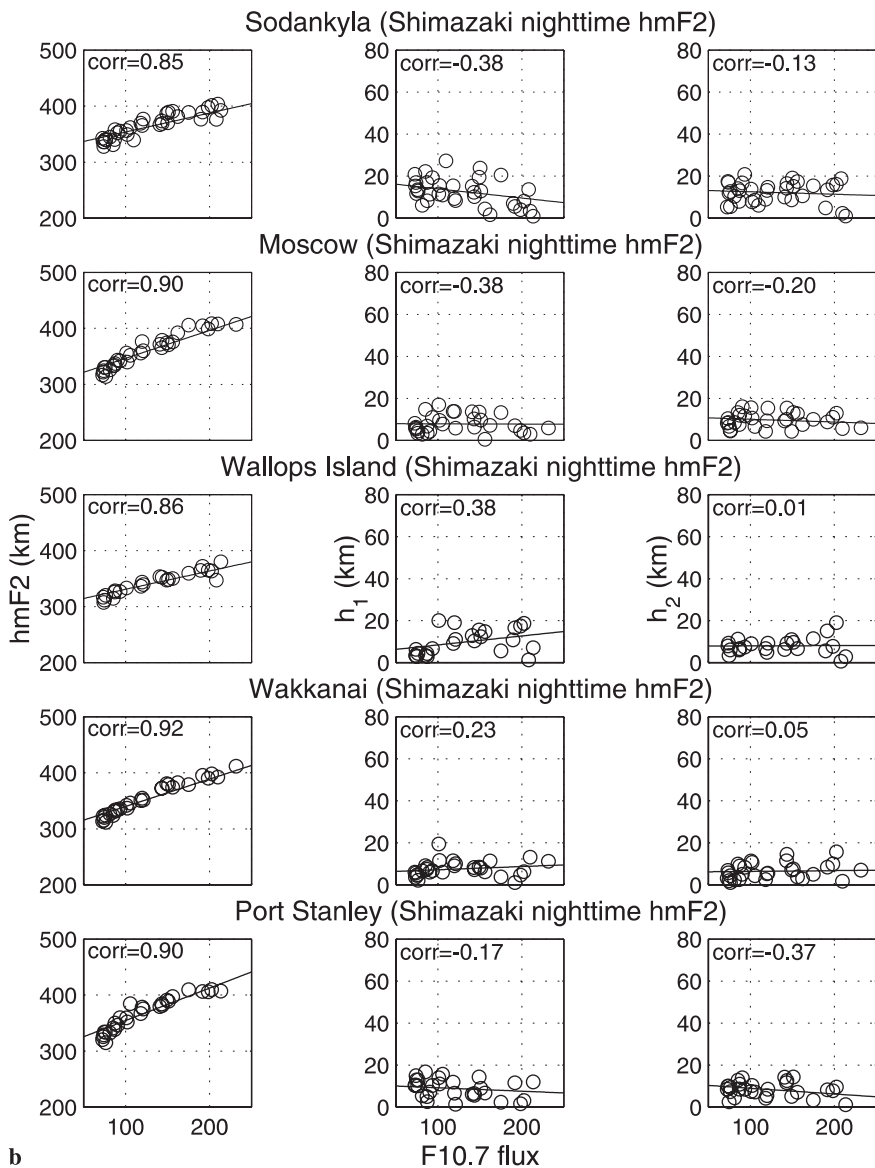 Sodankyla (Shimazaki nighttime hmF2)
500
400
300
200
corr=0.85
80
60
40
20
0
corr=-0.38
80
60
40
20
0
corr=-0.13
Moscow (Shimazaki nighttime hmF2)
500
400
300
200
corr=0.90
80
60
40
20
0
corr=-0.38
80
60
40
20
0
corr=-0.20
Wallops Island (Shimazaki nighttime hmF2)
hmF2 (km)
500
400
300
200
corr=0.86
h1 (km)
80
60
40
20
0
corr=0.38
h2 (km)
80
60
40
20
0
corr=0.01
Wakkanai (Shimazaki nighttime hmF2)
500
400
300
200
corr=0.92
80
60
40
20
0
corr=0.23
80
60
40
20
0
corr=0.05
Port Stanley (Shimazaki nighttime hmF2)
500
400
300
200
corr=0.90
80
60
40
20
0
corr=-0.17
80
60
40
20
0
corr=-0.37
100 200
100 200
100 200
b
F10.7 flux